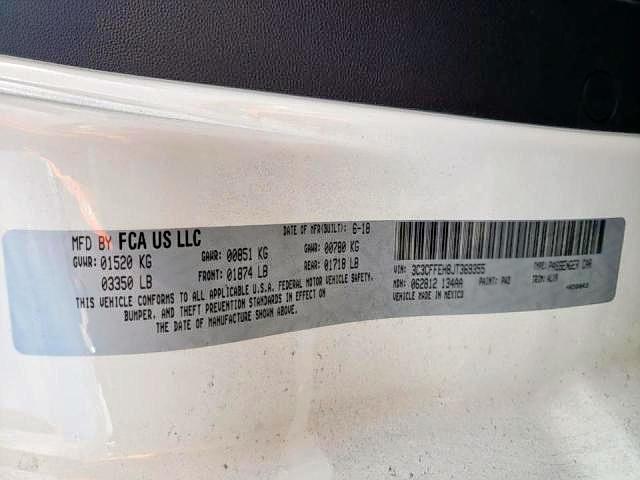 MFD BY FCA US LLC DATE OF MFR(BUILT): 6-18
GVWR: 01520 KG GAWR: 00851 KG GAWR: 00780 KG
03350 LB FRONT: 01874 LB REAR: 01718 LB
THIS VEHICLE CONFORMS TO ALL APPLICABLE U.S.A. FEDERAL MOTOR VEHICLE SAFETY,
BUMPER, AND THEFT PREVENTION STANDARDS IN EFFECT ON
THE DATE OF MANUFACTURE SHOWN ABOVE.
VIN: 3C3CFFEH8JT369355 TYPE: PASSENGER CAR
MDH: 062812 134AA PAINT: PW3 TRIM:
VEHICLE MADE IN MEXICO